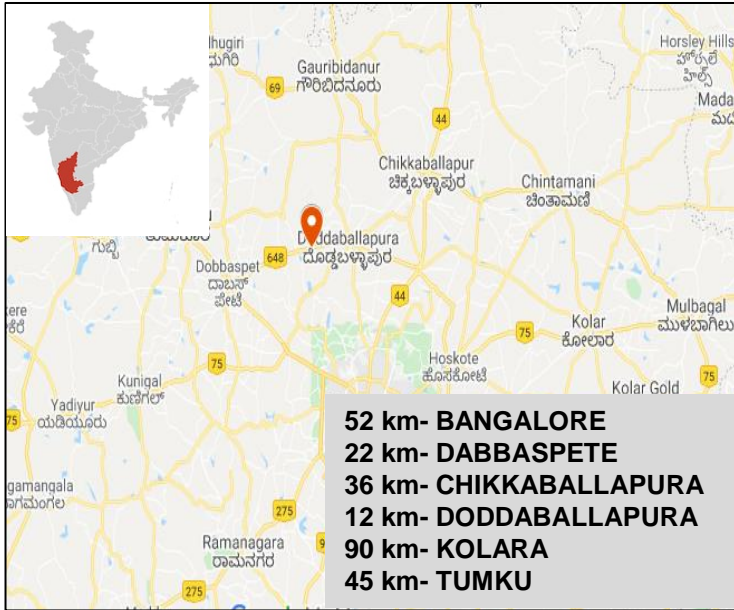 Horsley Hills
Gauribidanur
ಗೌರಿಬಿದನೂರು
69
44
Chikkaballapur
ಚಿಕ್ಕಬಳ್ಳಾಪುರ
Chintamani
ಚಿಂತಾಮಣಿ
Doddaballapura
ದೊಡ್ಡಬಳ್ಳಾಪುರ
648
ಗುಬ್ಬಿ
Dobbaspet
ದಾಬಸ್
ಪೇಟೆ
44
Mulbagal
ಮುಳಬಾಗಿಲು
Kolar
ಕೋಲಾರ
75
Hoskote
ಹೊಸಕೋಟೆ
75
Kunigal
ಕುಣಿಗಲ್
Kolar Gold
75
Yadiyur
ಯಡಿಯೂರು
75
52 km- BANGALORE
22 km- DABBASPETE
36 km- CHIKKABALLAPURA
12 km- DODDABALLAPURA
90 km- KOLARA
45 km- TUMKU
275
Ramanagara
ರಾಮನಗರ
275